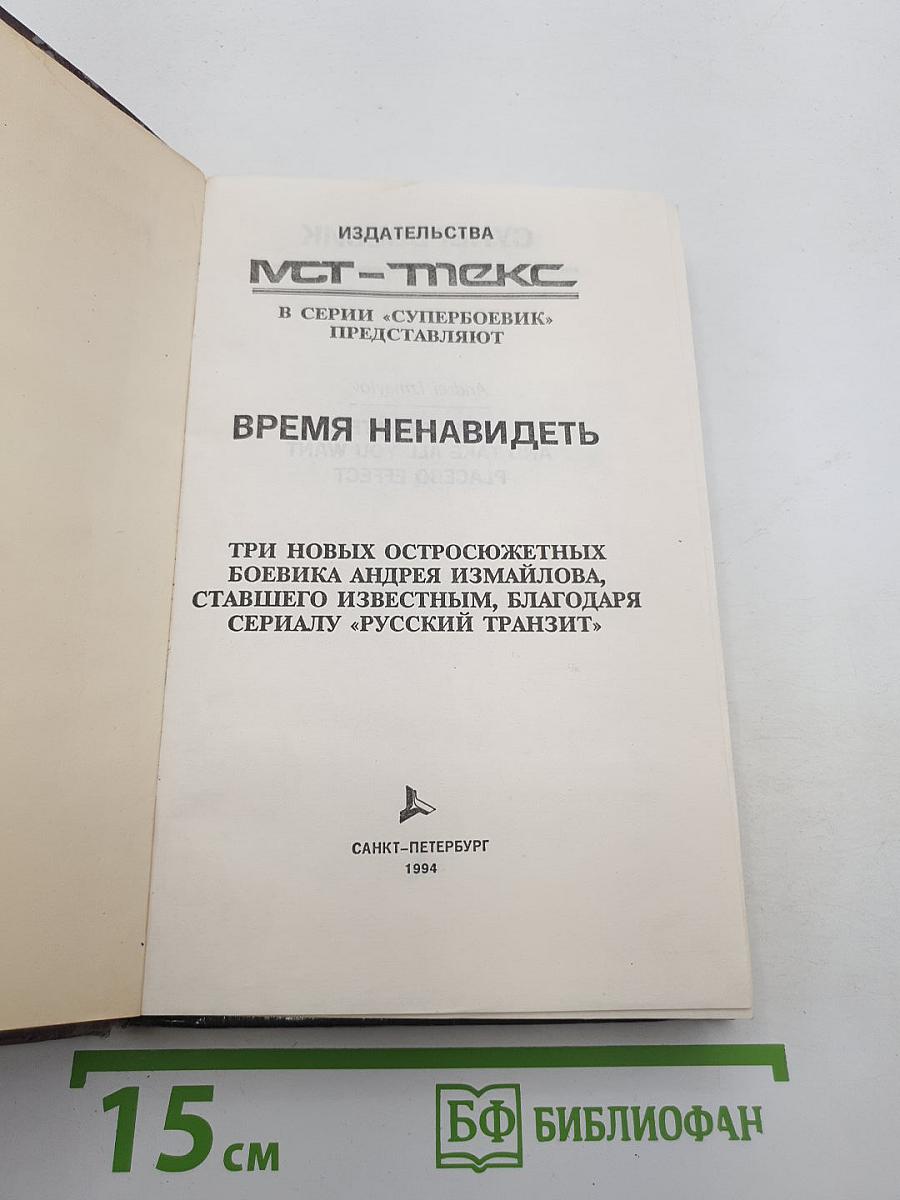 ИЗДАТЕЛЬСТВА
МСТ–ТЕКС
В СЕРИИ «СУПЕРБОЕВИК»
ПРЕДСТАВЛЯЮТ
ВРЕМЯ НЕНАВИДЕТЬ
ТРИ НОВЫХ ОСТРОСЮЖЕТНЫХ
БОЕВИКА АНДРЕЯ ИЗМАЙЛОВА,
СТАВШЕГО ИЗВЕСТНЫМ, БЛАГОДАРЯ
СЕРИАЛУ «РУССКИЙ ТРАНЗИТ»
САНКТ–ПЕТЕРБУРГ
1994
15 см
БФ БИБЛИОФАН